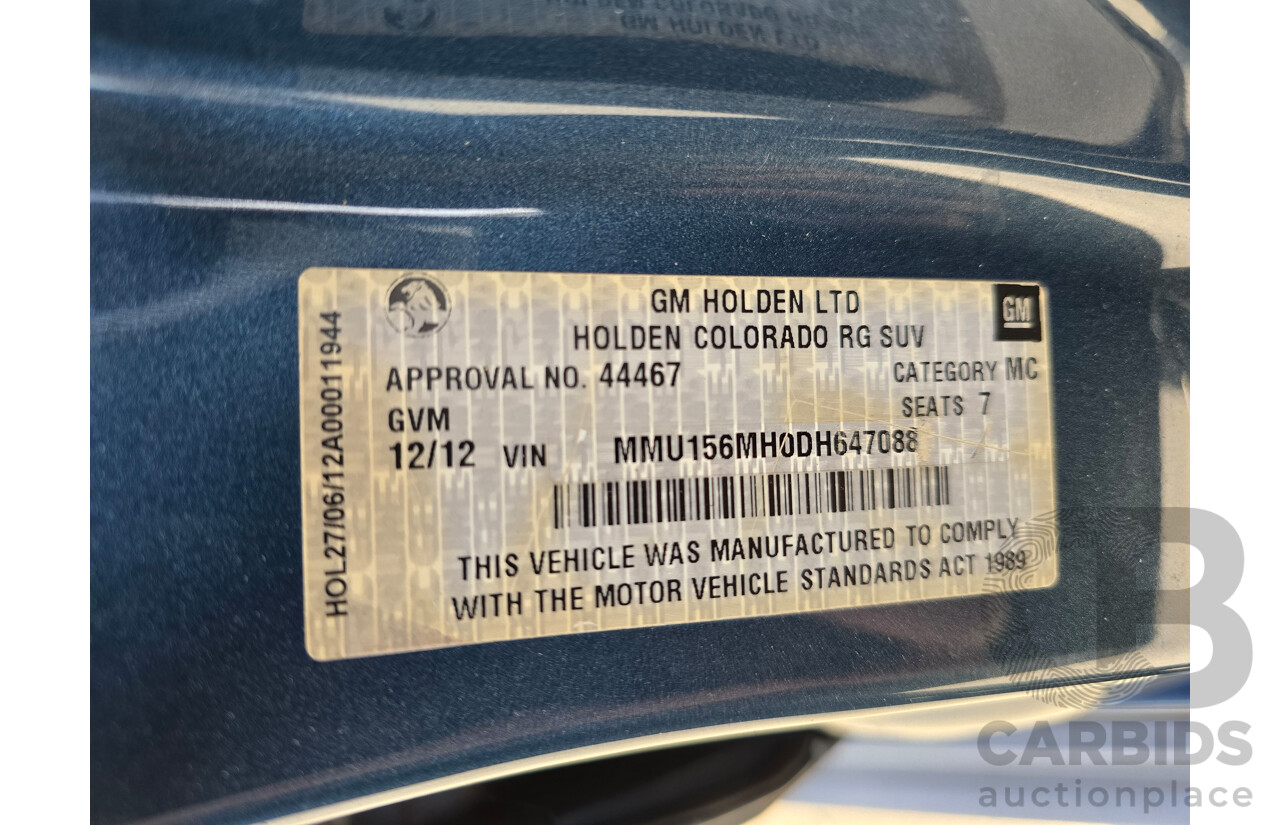 GM HOLDEN LTD
GM
HOLDEN COLORADO RG SUV
APPROVAL NO. 44467
CATEGORY MC
GVM
SEATS 7
12/12 VIN MMU156MH0DH647088
THIS VEHICLE WAS MANUFACTURED TO COMPLY
WITH THE MOTOR VEHICLE STANDARDS ACT 1989
HOL27/06/12A00011944
B
CARBIDS
auctionplace